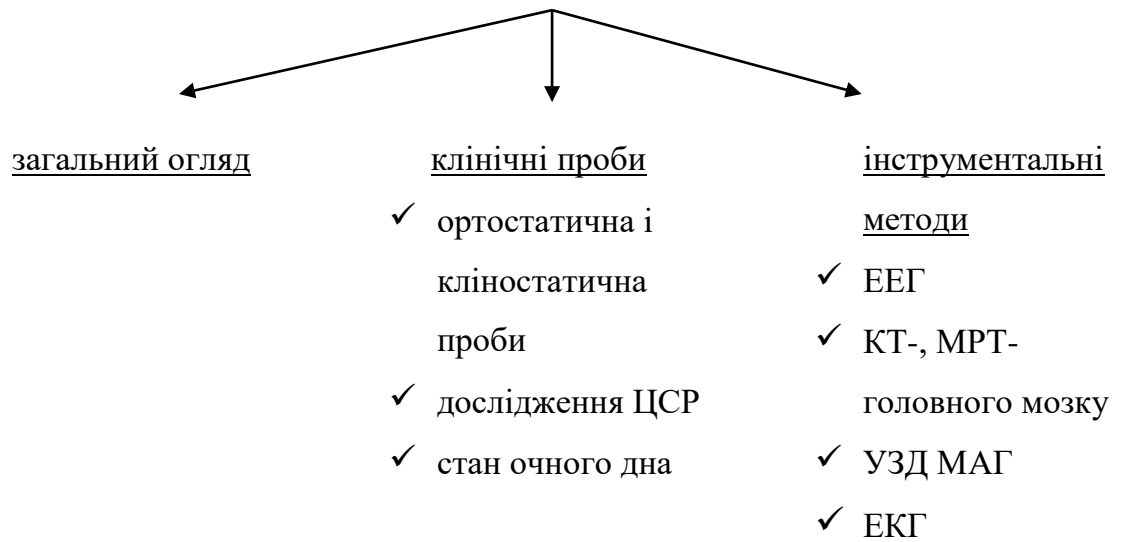 загальний огляд
клінічні проби
✓ ортостатична і
кліностатична
проби
✓ дослідження ЦСР
✓ стан очного дна
інструментальні
методи
✓ ЕЕГ
✓ КТ-, МРТ-
головного мозку
✓ УЗД МАГ
✓ ЕКГ